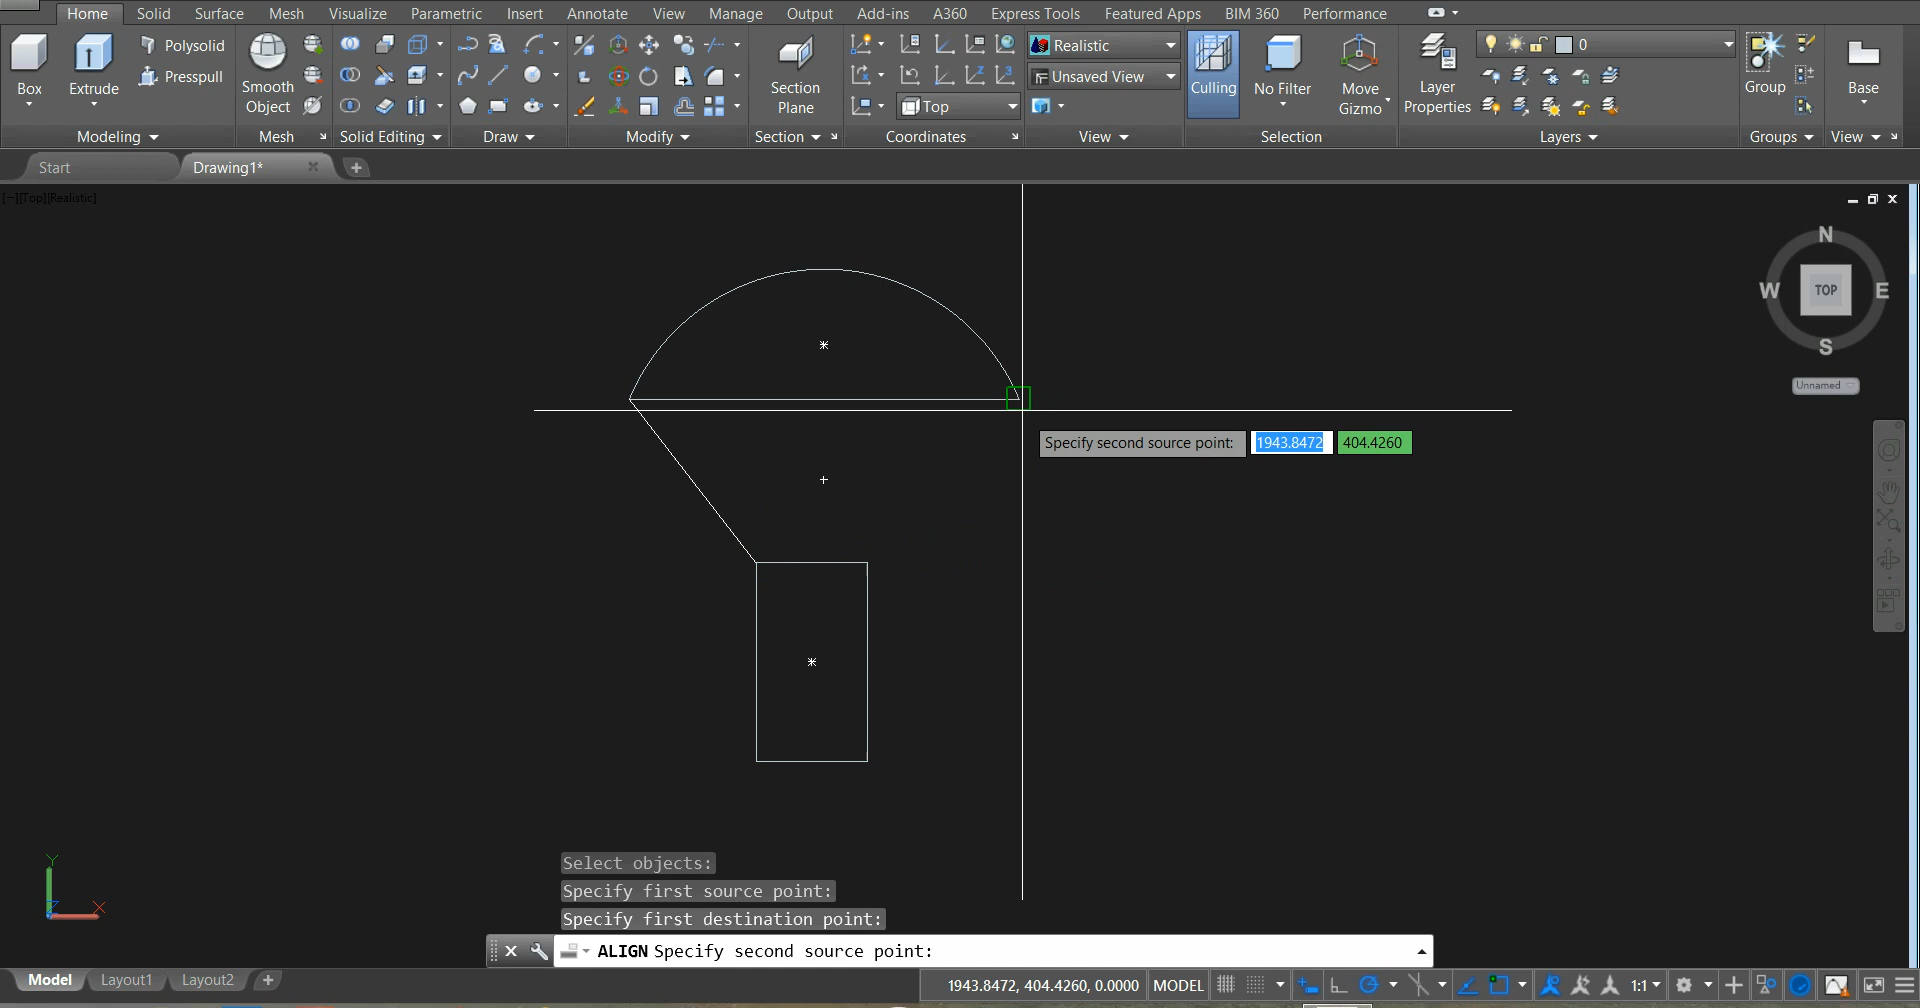 Home Solid Surface Mesh Visualize Parametric Insert Annotate View Manage Output Add-ins A360 Express Tools Featured Apps BIM 360 Performance
Box
Extrude
Polysolid
Presspull
Smooth
Object
Section
Plane
Realistic
Unsaved View
Top
Culling
No Filter
Move
Gizmo
Layer
Properties
0
Group
Base
Modeling Mesh Solid Editing Draw Modify Section Coordinates View Selection Layers Groups View
Start Drawing1*
[−][Top][Realistic]
N
W TOP E
S
Unnamed
Specify second source point: 1943.8472 404.4260
Y
X
Select objects:
Specify first source point:
Specify first destination point:
ALIGN Specify second source point:
Model Layout1 Layout2
1943.8472, 404.4260, 0.0000 MODEL 1:1